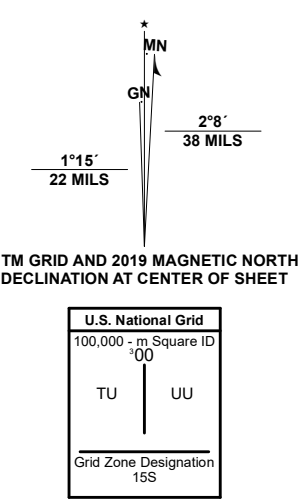 ★
MN
GN
2°8´
38 MILS
1°15´
22 MILS
TM GRID AND 2019 MAGNETIC NORTH
DECLINATION AT CENTER OF SHEET
U.S. National Grid
100,000 - m Square ID
³00
TU UU
Grid Zone Designation
15S